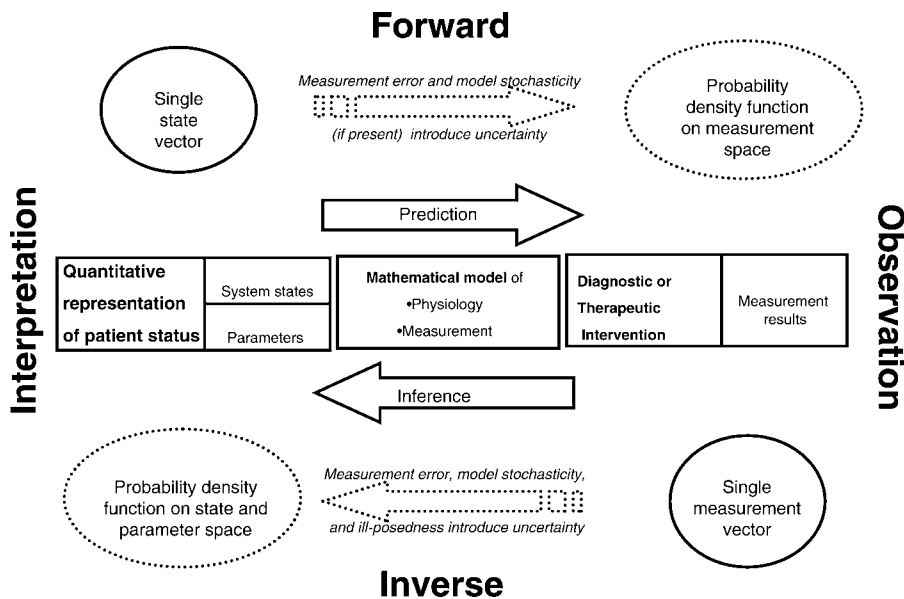 Forward
Single
state
vector
Measurement error and model stochasticity
(if present) introduce uncertainty
Probability
density function
on measurement
space
Prediction
Interpretation
Observation
Quantitative
representation
of patient status
System states
Parameters
Mathematical model of
•Physiology
•Measurement
Diagnostic or
Therapeutic
Intervention
Measurement
results
Inference
Probability density
function on state and
parameter space
Measurement error, model stochasticity,
and ill-posedness introduce uncertainty
Single
measurement
vector
Inverse